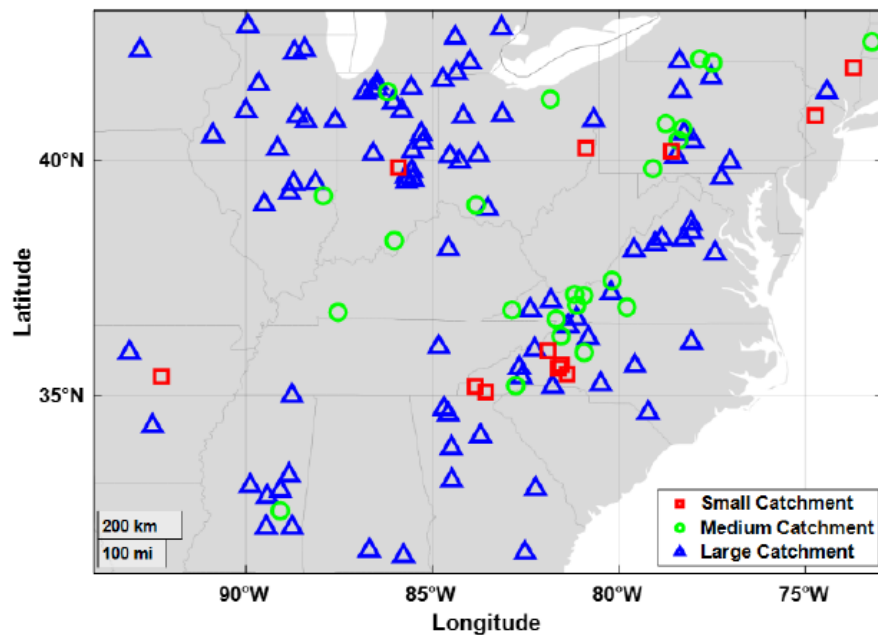 40°N
35°N
Latitude
200 km
100 mi
Small Catchment
Medium Catchment
Large Catchment
90°W 85°W 80°W 75°W
Longitude